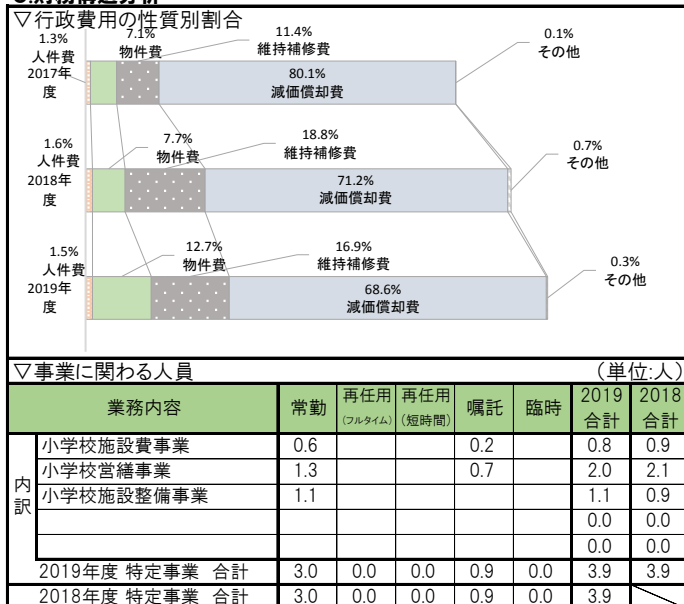 ▽行政費用の性質別割合
1.3%
人件費
7.1%
物件費
11.4%
維持補修費
0.1%
その他
2017年
度
80.1%
減価償却費
1.6%
人件費
7.7%
物件費
18.8%
維持補修費
0.7%
その他
2018年
度
71.2%
減価償却費
1.5%
人件費
12.7%
物件費
16.9%
維持補修費
0.3%
その他
2019年
度
68.6%
減価償却費
▽事業に関わる人員 (単位:人)
業務内容 常勤 再任用(フルタイム) 再任用(短時間) 嘱託 臨時 2019合計 2018合計
内訳
小学校施設費事業 0.6 0.2 0.8 0.9
小学校営繕事業 1.3 0.7 2.0 2.1
小学校施設整備事業 1.1 1.1 0.9
0.0 0.0
0.0 0.0
2019年度 特定事業 合計 3.0 0.0 0.0 0.9 0.0 3.9 3.9
2018年度 特定事業 合計 3.0 0.0 0.0 0.9 0.0 3.9